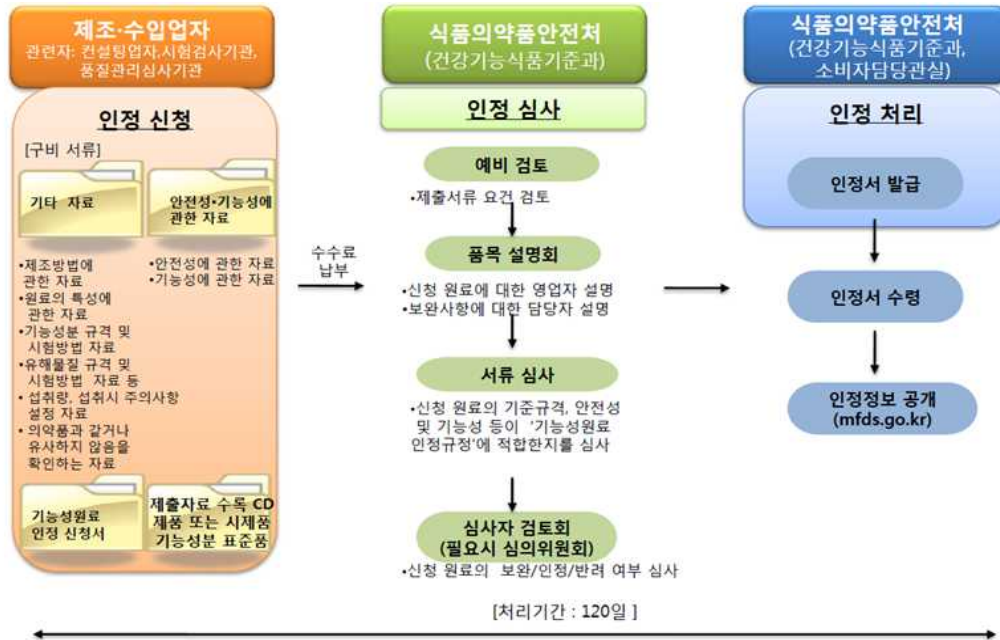 제조·수입업자
관련자: 컨설팅업자,시험검사기관,
품질관리심사기관
인정 신청
[구비 서류]
기타 자료
안전성•기능성에
관한 자료
•제조방법에
관한 자료
•원료의 특성에
관한 자료
•기능성분 규격 및
시험방법 자료
•유해물질 규격 및
시험방법 자료 등
• 섭취량, 섭취시 주의사항
설정 자료
• 의약품과 같거나
유사하지 않음을
확인하는 자료
•안전성에 관한 자료
•기능성에 관한 자료
기능성원료
인정 신청서
제출자료 수록 CD
제품 또는 시제품
기능성분 표준품
수수료
납부
식품의약품안전처
(건강기능식품기준과)
인정 심사
예비 검토
•제출서류 요건 검토
품목 설명회
•신청 원료에 대한 영업자 설명
•보완사항에 대한 담당자 설명
서류 심사
•신청 원료의 기준규격, 안전성
및 기능성 등이 '기능성원료
인정규정'에 적합한지를 심사
심사자 검토회
(필요시 심의위원회)
•신청 원료의 보완/인정/반려 여부 심사
식품의약품안전처
(건강기능식품기준과,
소비자담당관실)
인정 처리
인정서 발급
인정서 수령
인정정보 공개
(mfds.go.kr)
[처리기간 : 120일 ]